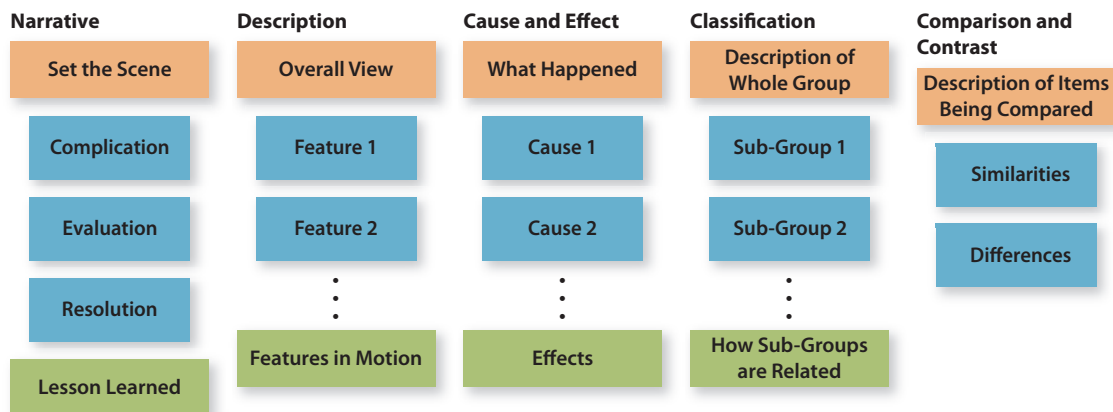 Narrative
Set the Scene
Complication
Evaluation
Resolution
Lesson Learned
Description
Overall View
Feature 1
Feature 2
Features in Motion
Cause and Effect
What Happened
Cause 1
Cause 2
Effects
Classification
Description of
Whole Group
Sub-Group 1
Sub-Group 2
How Sub-Groups
are Related
Comparison and
Contrast
Description of Items
Being Compared
Similarities
Differences